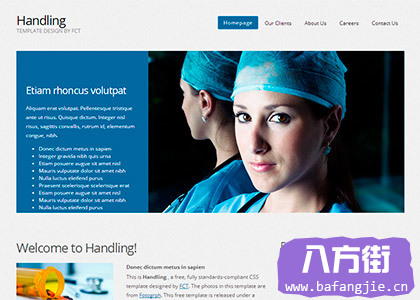 Handling
TEMPLATE DESIGN BY FCT
Homepage
Our Clients
About Us
Careers
Contact Us
Etiam rhoncus volutpat
Aliquam erat volutpat. Pellentesque tristique
ante ut risus. Quisque dictum. Integer nisl
risus, sagittis convallis, rutrum id, elementum
congue, nibh.
Donec dictum metus in sapien
Integer gravida nibh quis urna
Etiam posuere augue sit amet nisl
Mauris vulputate dolor sit amet nibh
Nulla luctus eleifend purus
Praesent scelerisque scelerisque erat
Etiam posuere augue sit amet nisl
Mauris vulputate dolor sit amet nibh
Nulla luctus eleifend purus
Welcome to Handling!
Donec dictum metus in sapien
This is Handling , a free, fully standards-compliant CSS
template designed by FCT. The photos in this template are
from Fotogrph. This free template is released under a
八方街
www.bafangjie.cn